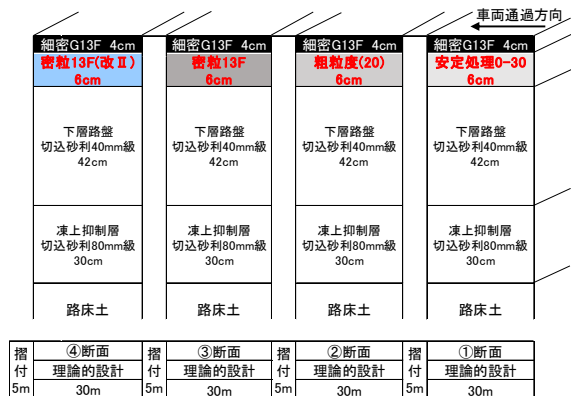 車両通過方向
細密G13F 4cm 細密G13F 4cm 細密G13F 4cm 細密G13F 4cm
密粒13F(改Ⅱ) 密粒13F 粗粒度(20) 安定処理0-30
6cm 6cm 6cm 6cm
下層路盤 下層路盤 下層路盤 下層路盤
切込砂利40mm級 切込砂利40mm級 切込砂利40mm級 切込砂利40mm級
42cm 42cm 42cm 42cm
凍上抑制層 凍上抑制層 凍上抑制層 凍上抑制層
切込砂利80mm級 切込砂利80mm級 切込砂利80mm級 切込砂利80mm級
30cm 30cm 30cm 30cm
路床土 路床土 路床土 路床土
摺 ④断面 摺 ③断面 摺 ②断面 摺 ①断面
付 理論的設計 付 理論的設計 付 理論的設計 付 理論的設計
5m 30m 5m 30m 5m 30m 5m 30m